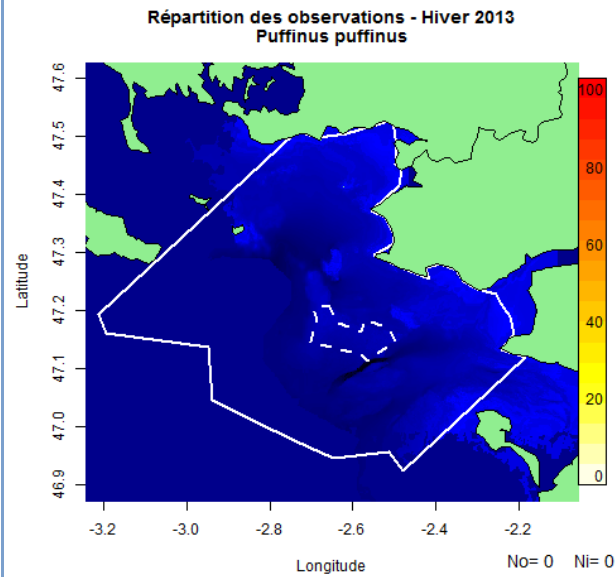 Répartition des observations - Hiver 2013
Puffinus puffinus
Latitude
47.6
47.5
47.4
47.3
47.2
47.1
47.0
46.9
100
80
60
40
20
0
-3.2 -3.0 -2.8 -2.6 -2.4 -2.2
Longitude
No= 0 Ni= 0